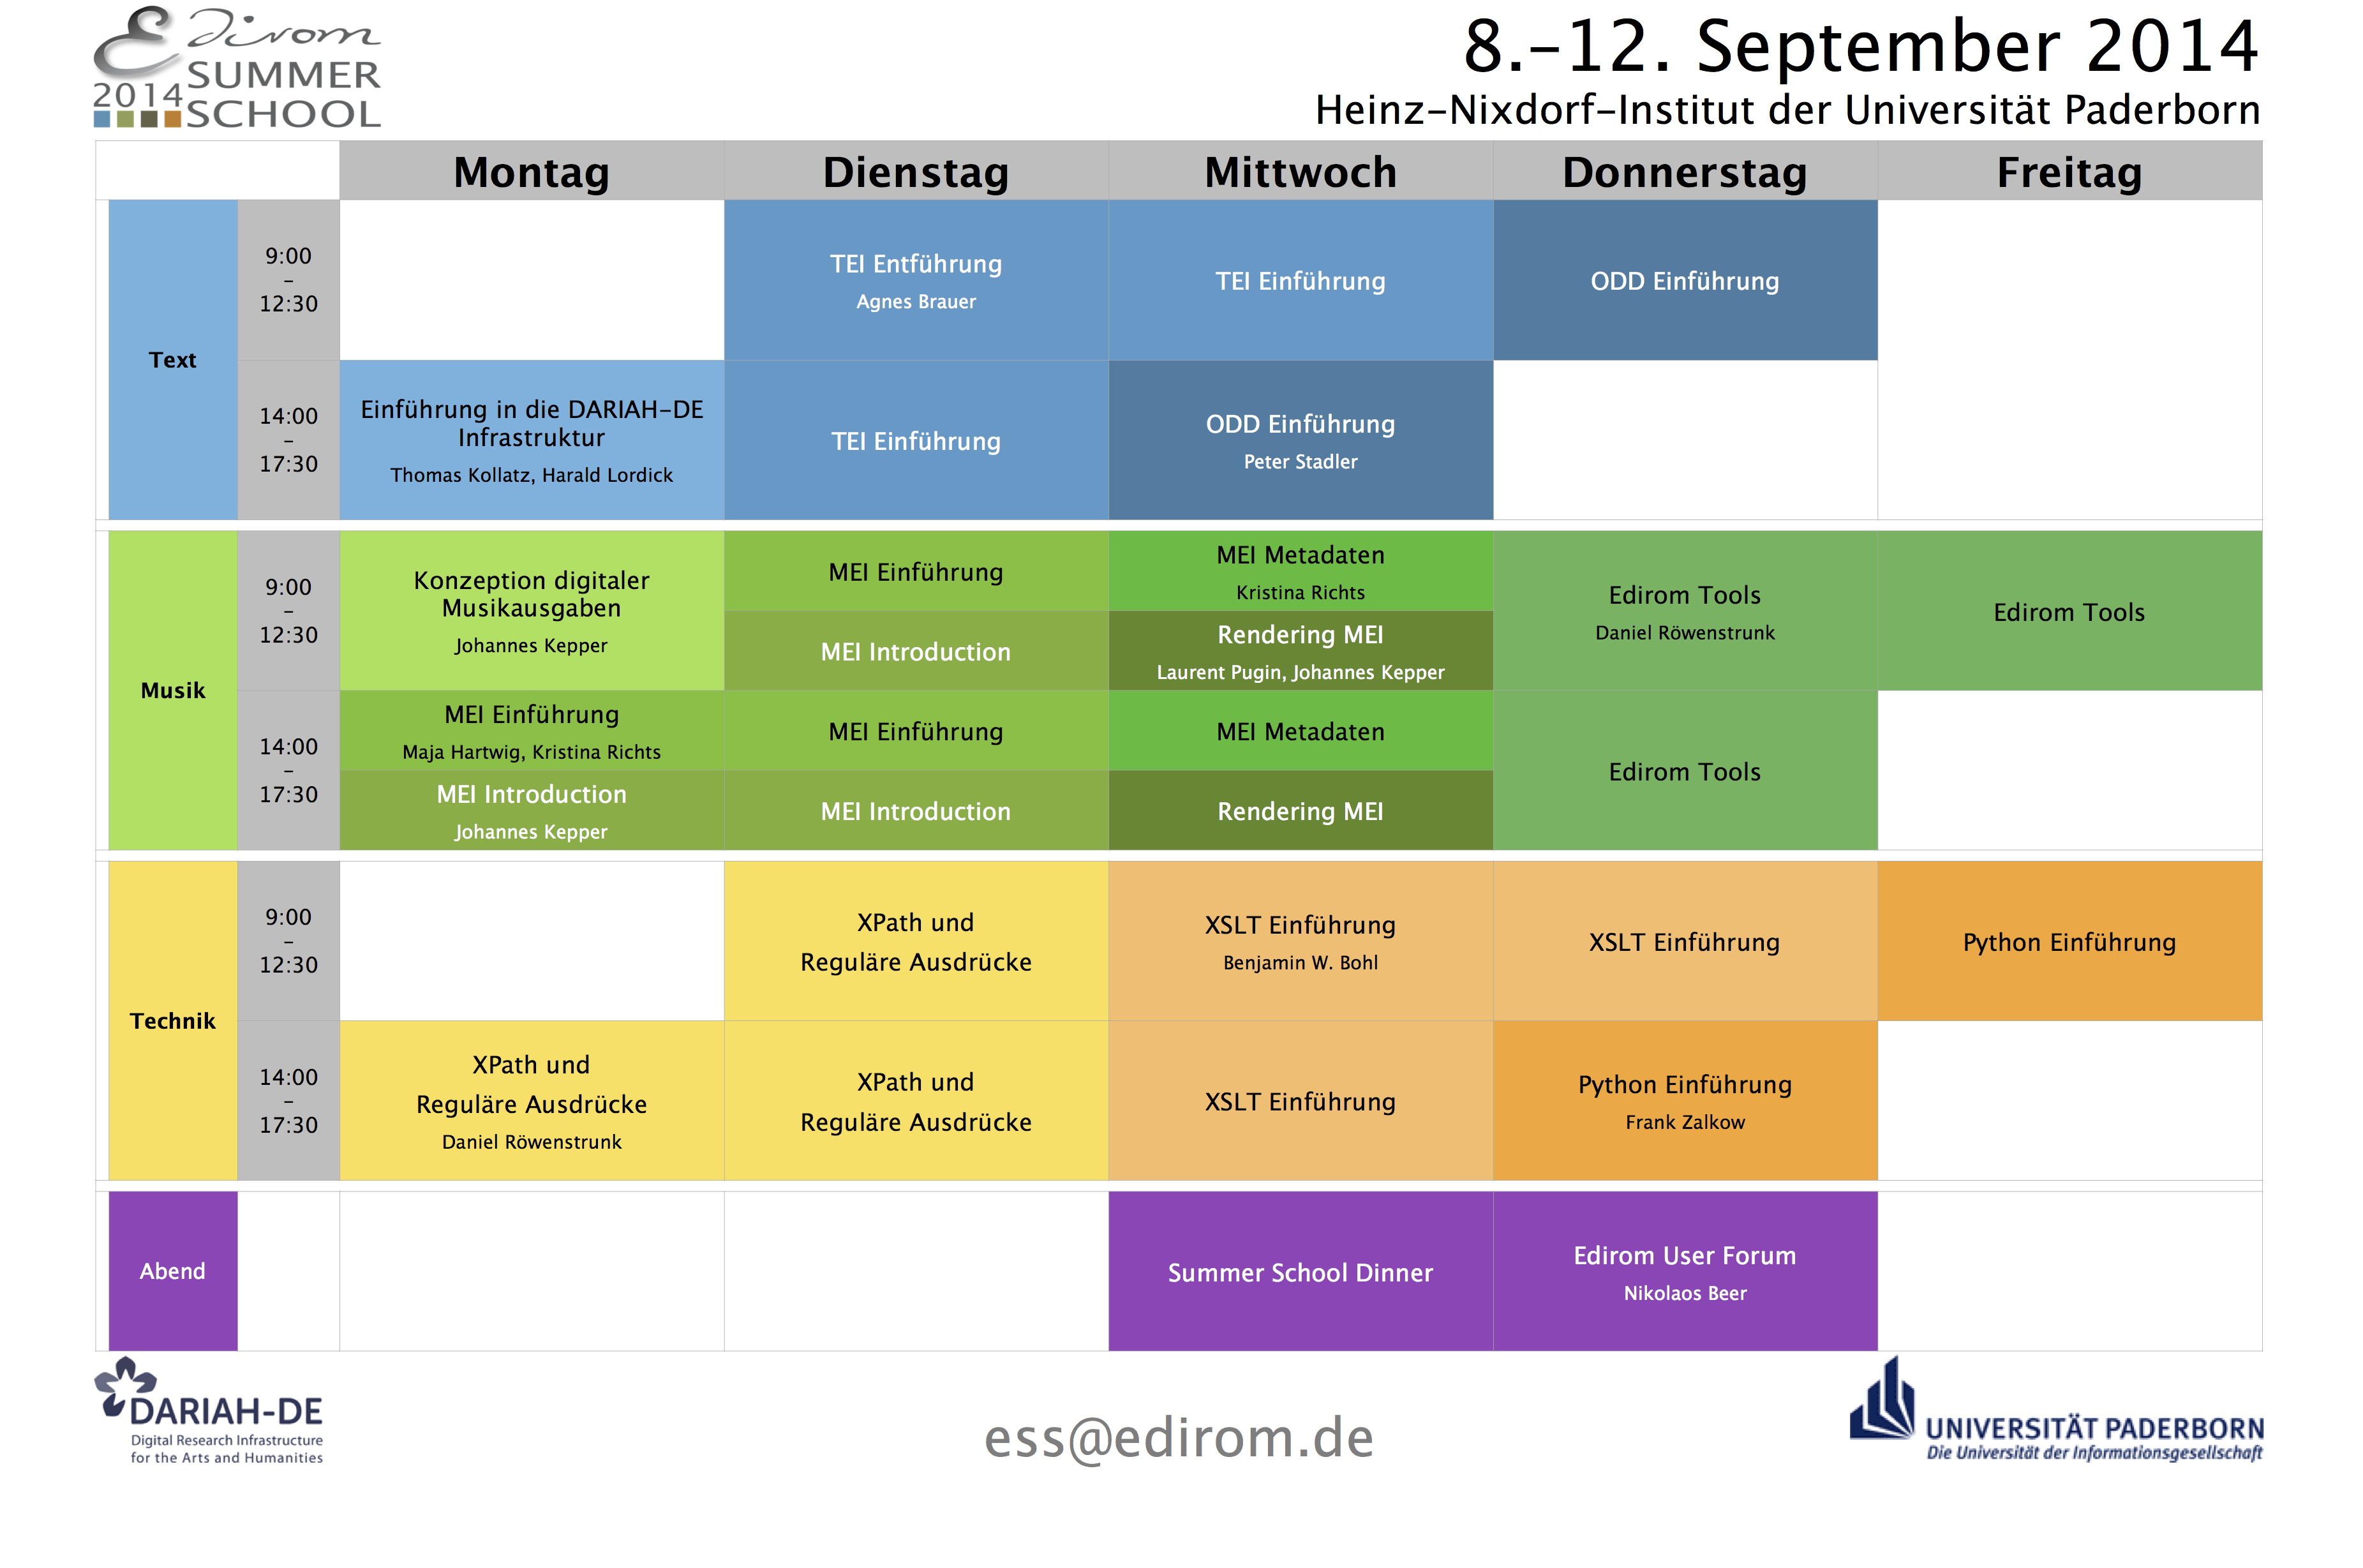 Edirom
SUMMER
2014 SCHOOL
8.–12. September 2014
Heinz-Nixdorf-Institut der Universität Paderborn
Montag
Dienstag
Mittwoch
Donnerstag
Freitag
Text
9:00
–
12:30
TEI Entführung
Agnes Brauer
TEI Einführung
ODD Einführung
14:00
–
17:30
Einführung in die DARIAH-DE
Infrastruktur
Thomas Kollatz, Harald Lordick
TEI Einführung
ODD Einführung
Peter Stadler
Musik
9:00
–
12:30
Konzeption digitaler
Musikausgaben
Johannes Kepper
MEI Einführung
MEI Introduction
MEI Metadaten
Kristina Richts
Rendering MEI
Laurent Pugin, Johannes Kepper
Edirom Tools
Daniel Röwenstrunk
Edirom Tools
14:00
–
17:30
MEI Einführung
Maja Hartwig, Kristina Richts
MEI Introduction
Johannes Kepper
MEI Einführung
MEI Introduction
MEI Metadaten
Rendering MEI
Edirom Tools
Technik
9:00
–
12:30
XPath und
Reguläre Ausdrücke
XSLT Einführung
Benjamin W. Bohl
XSLT Einführung
Python Einführung
14:00
–
17:30
XPath und
Reguläre Ausdrücke
Daniel Röwenstrunk
XPath und
Reguläre Ausdrücke
XSLT Einführung
Python Einführung
Frank Zalkow
Abend
Summer School Dinner
Edirom User Forum
Nikolaos Beer
DARIAH-DE
Digital Research Infrastructure
for the Arts and Humanities
ess@edirom.de
UNIVERSITÄT PADERBORN
Die Universität der Informationsgesellschaft